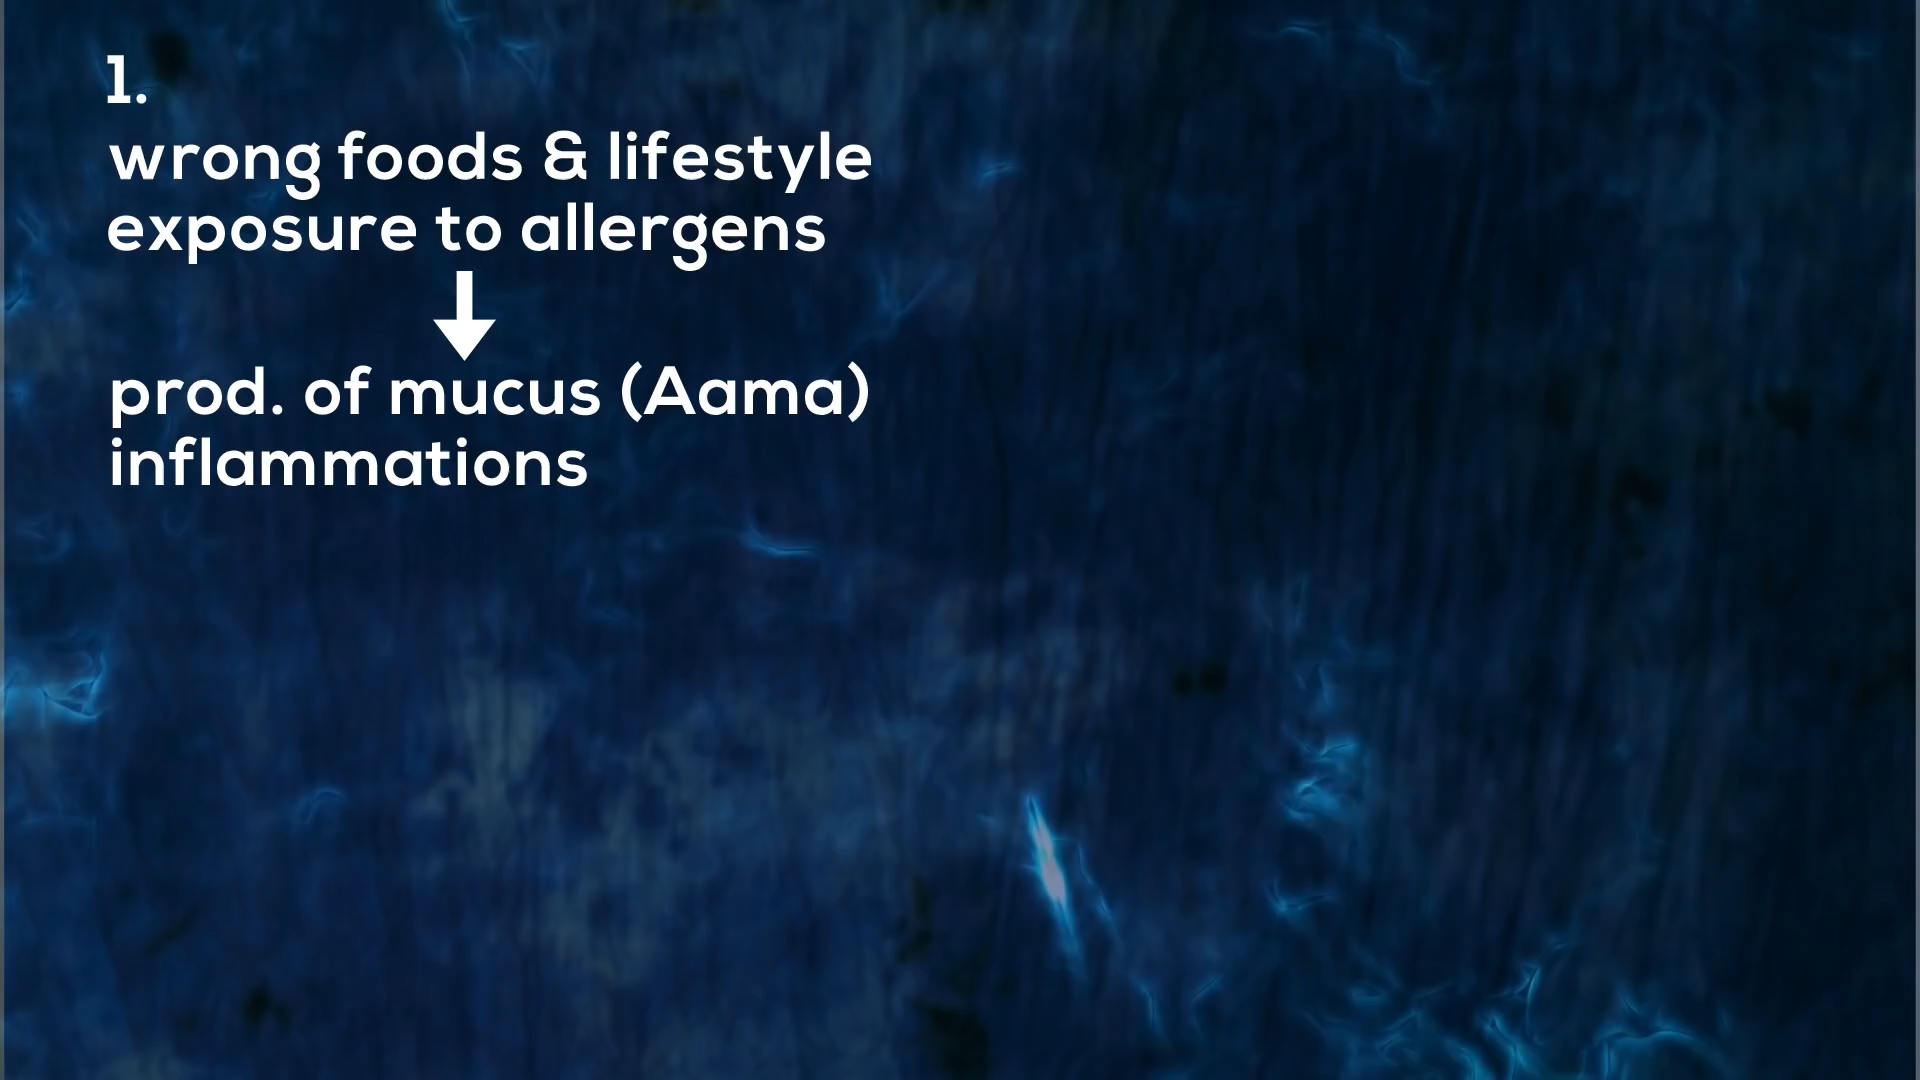 1.
wrong foods & lifestyle
exposure to allergens
prod. of mucus (Aama)
inflammations